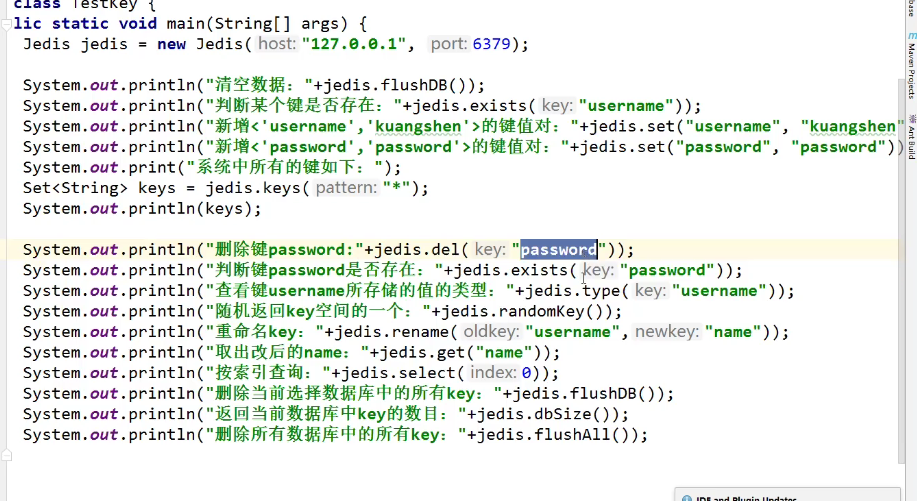 class TestKey {
lic static void main(String[] args) {
Jedis jedis = new Jedis( host: "127.0.0.1", port: 6379);
System.out.println("清空数据："+jedis.flushDB());
System.out.println("判断某个键是否存在："+jedis.exists( key: "username"));
System.out.println("新增<'username','kuangshen'>的键值对："+jedis.set("username", "kuangshen"
System.out.println("新增<'password','password'>的键值对："+jedis.set("password", "password"))
System.out.print("系统中所有的键如下：");
Set<String> keys = jedis.keys( pattern: "*");
System.out.println(keys);
System.out.println("删除键password:"+jedis.del( key: "password"));
System.out.println("判断键password是否存在："+jedis.exists( key: "password"));
System.out.println("查看键username所存储的值的类型："+jedis.type( key: "username"));
System.out.println("随机返回key空间的一个："+jedis.randomKey());
System.out.println("重命名key："+jedis.rename( oldkey: "username", newkey: "name"));
System.out.println("取出改后的name："+jedis.get("name"));
System.out.println("按索引查询："+jedis.select( index: 0));
System.out.println("删除当前选择数据库中的所有key："+jedis.flushDB());
System.out.println("返回当前数据库中key的数目："+jedis.dbSize());
System.out.println("删除所有数据库中的所有key："+jedis.flushAll());
base
Maven Projects
Ant Build
IDE and Plugin Updates